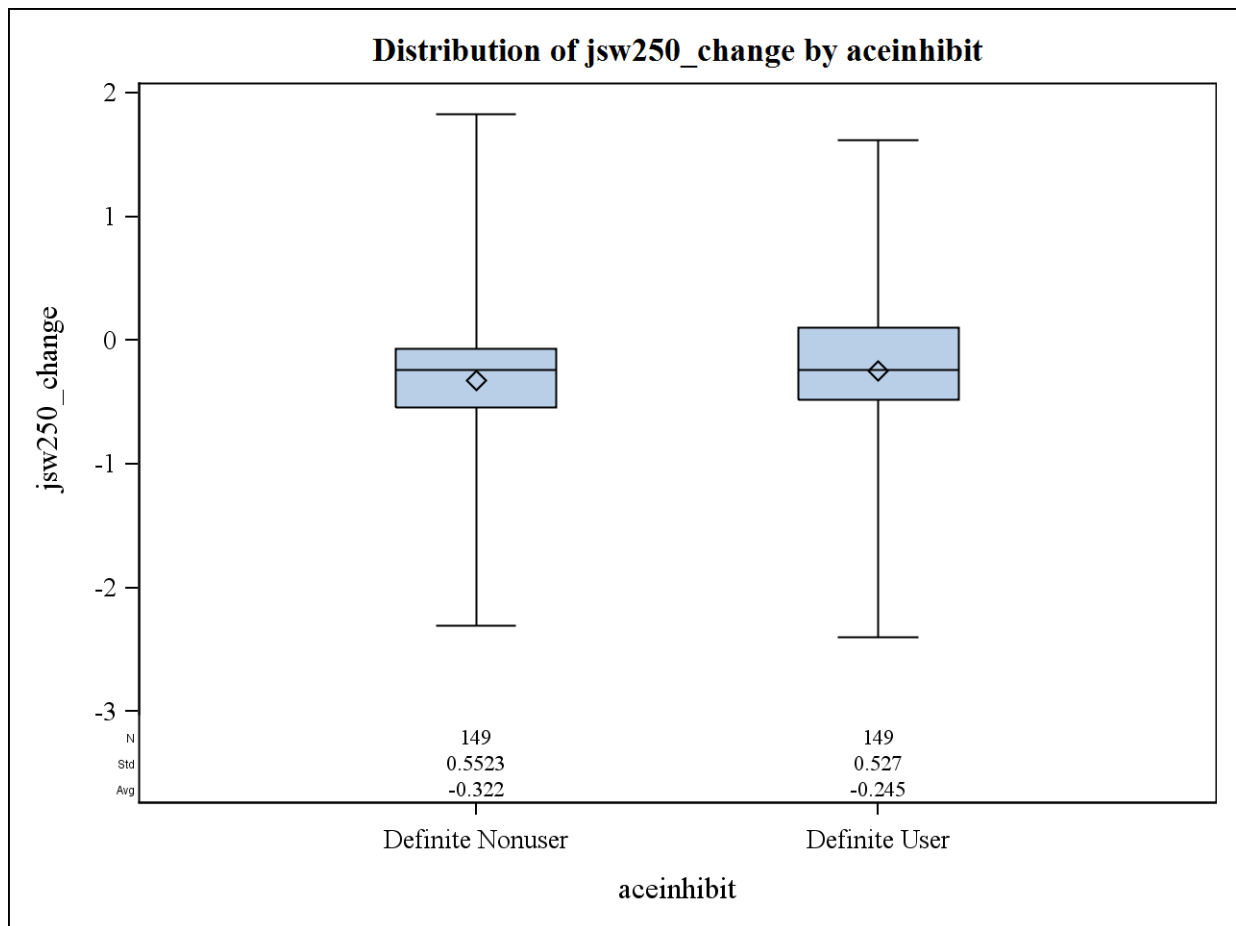 Distribution of jsw250_change by aceinhibit
jsw250_change
2
1
0
-1
-2
-3
N 149 149
Std 0.5523 0.527
Avg -0.322 -0.245
Definite Nonuser Definite User
aceinhibit